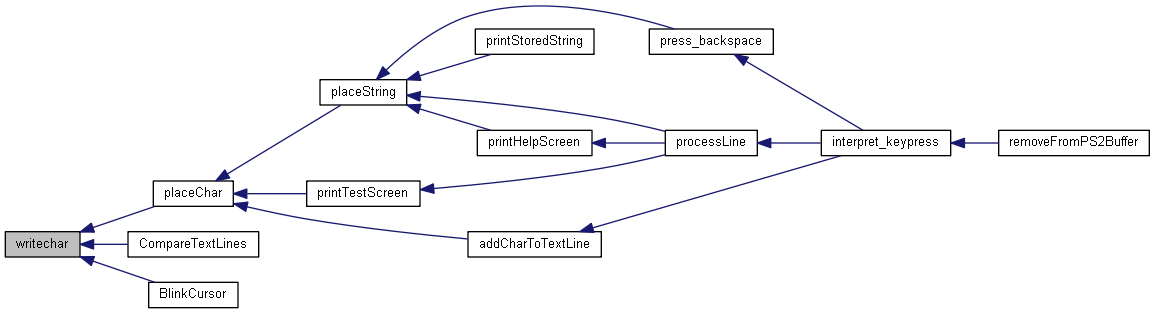 printStoredString
press_backspace
placeString
printHelpScreen
processLine
interpret_keypress
removeFromPS2Buffer
placeChar
printTestScreen
writechar
CompareTextLines
addCharToTextLine
BlinkCursor